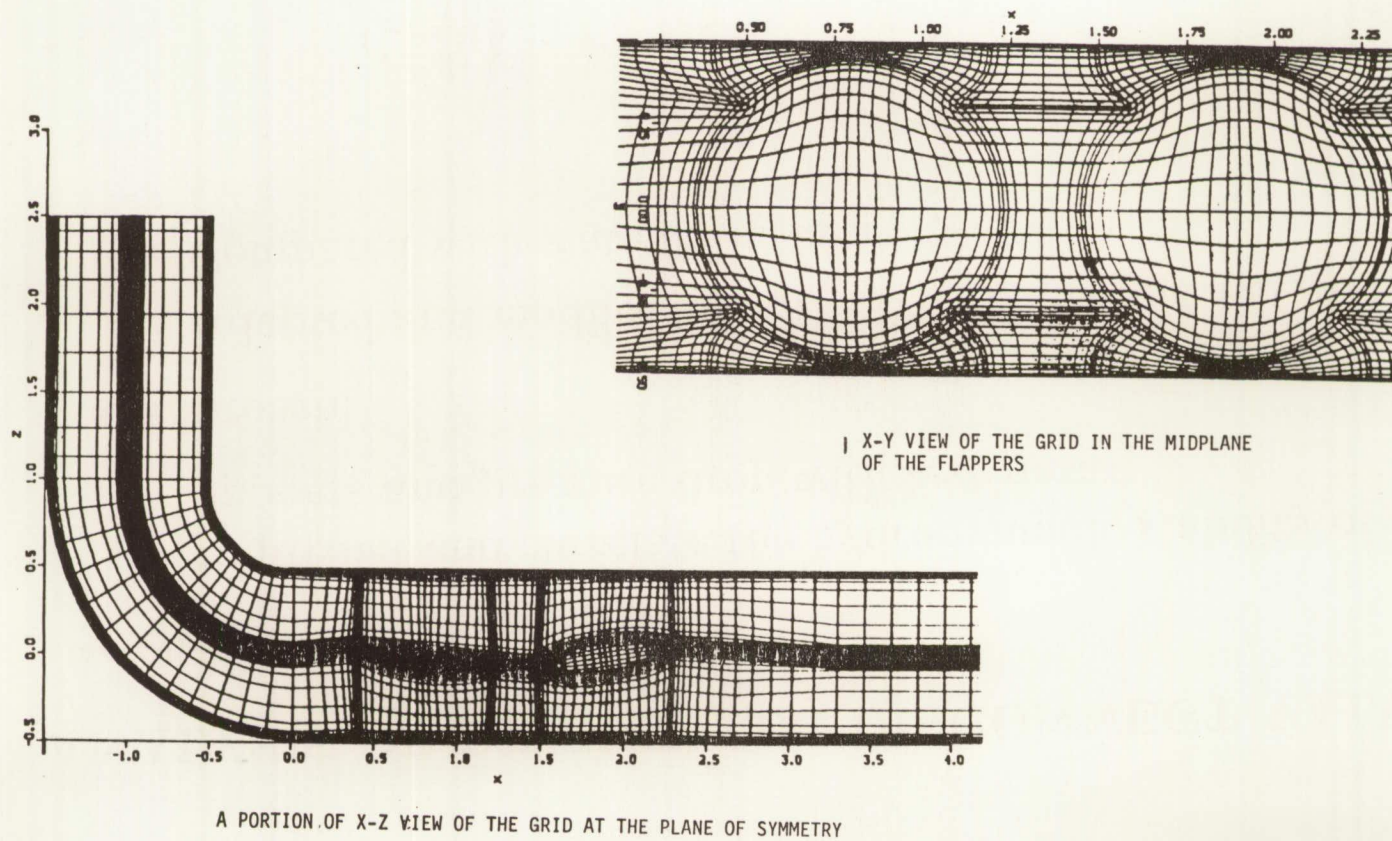 x
0.50 0.75 1.00 1.25 1.50 1.75 2.00 2.25
0.00
X-Y VIEW OF THE GRID IN THE MIDPLANE
OF THE FLAPPERS
3.0
2.5
2.0
1.5
z
1.0
0.5
0.0
-0.5
-1.0 -0.5 0.0 0.5 1.0 1.5 2.0 2.5 3.0 3.5 4.0
x
A PORTION OF X-Z VIEW OF THE GRID AT THE PLANE OF SYMMETRY